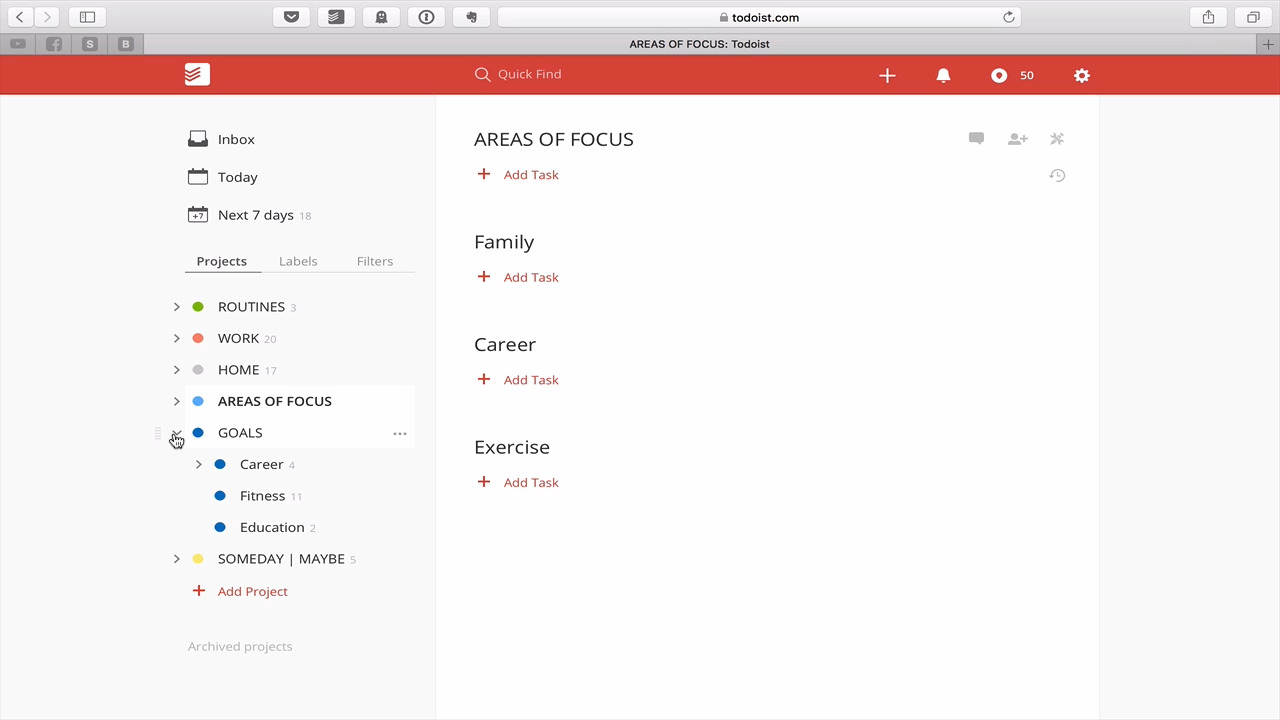 todoist.com
S
B
AREAS OF FOCUS: Todoist
Quick Find
50
Inbox
Today
+7 Next 7 days 18
Projects Labels Filters
ROUTINES 3
WORK 20
HOME 17
AREAS OF FOCUS
GOALS
Career 4
Fitness 11
Education 2
SOMEDAY | MAYBE 5
Add Project
Archived projects
AREAS OF FOCUS
Add Task
Family
Add Task
Career
Add Task
Exercise
Add Task